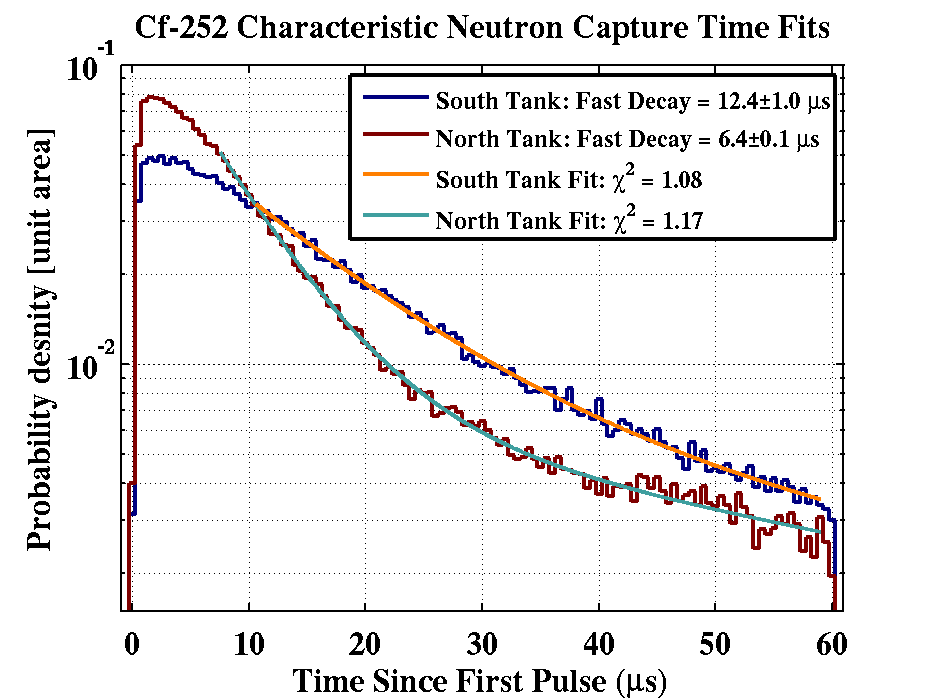 Cf-252 Characteristic Neutron Capture Time Fits
10⁻¹
South Tank: Fast Decay = 12.4±1.0 μs
North Tank: Fast Decay = 6.4±0.1 μs
South Tank Fit: χ² = 1.08
North Tank Fit: χ² = 1.17
Probability desnity [unit area]
10⁻²
0 10 20 30 40 50 60
Time Since First Pulse (μs)